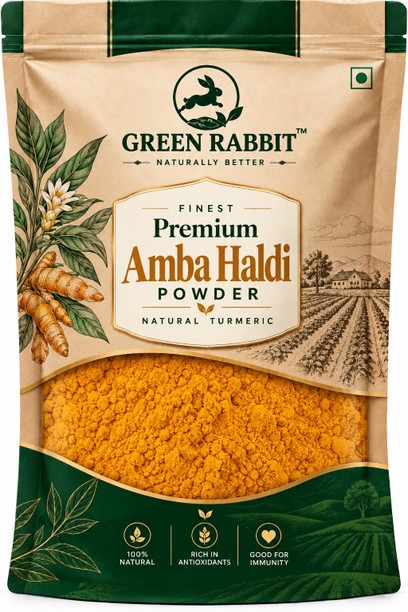 GREEN RABBIT™
NATURALLY BETTER
FINEST
Premium
Amba Haldi
POWDER
NATURAL TURMERIC
100%
NATURAL
RICH IN
ANTIOXIDANTS
GOOD FOR
IMMUNITY